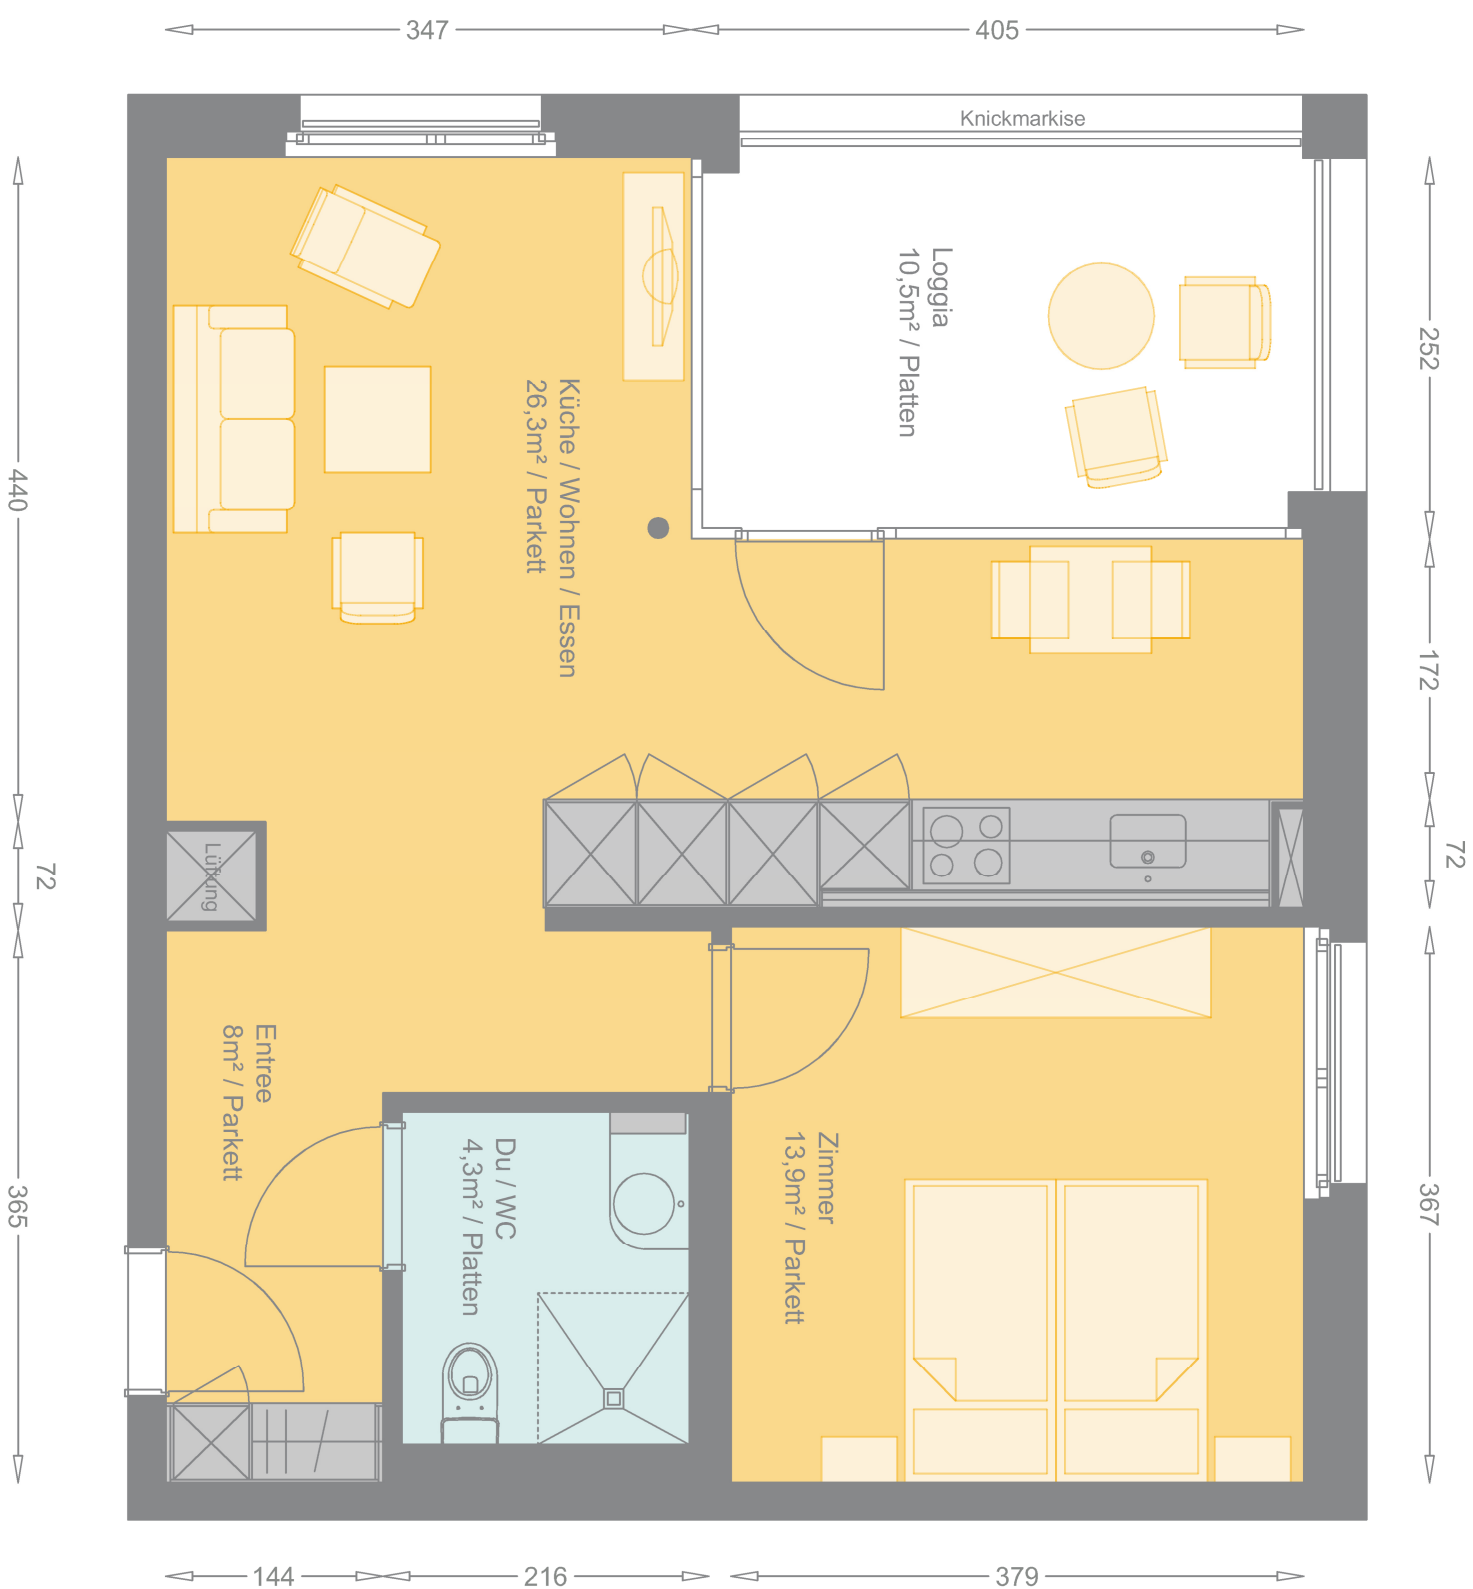 347
405
Knickmarkise
Loggia
10,5m² / Platten
252
Küche / Wohnen / Essen
26,3m² / Parkett
440
172
Lüftung
72
72
Entree
8m² / Parkett
Du / WC
4,3m² / Platten
Zimmer
13,9m² / Parkett
365
367
144
216
379